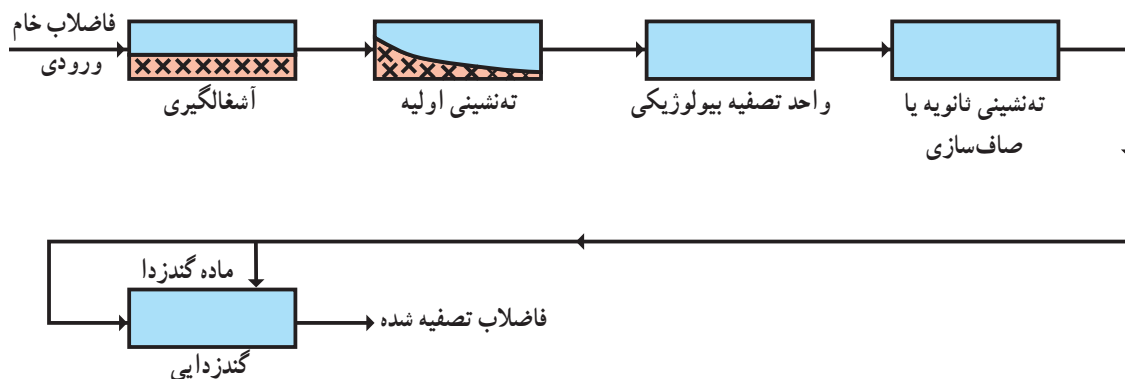 فاضلاب خام
ورودی
آشغالگیری
ته‌نشینی اولیه
واحد تصفیه بیولوژیکی
ته‌نشینی ثانویه یا
صاف‌سازی
ماده گندزدا
فاضلاب تصفیه شده
گندزدایی